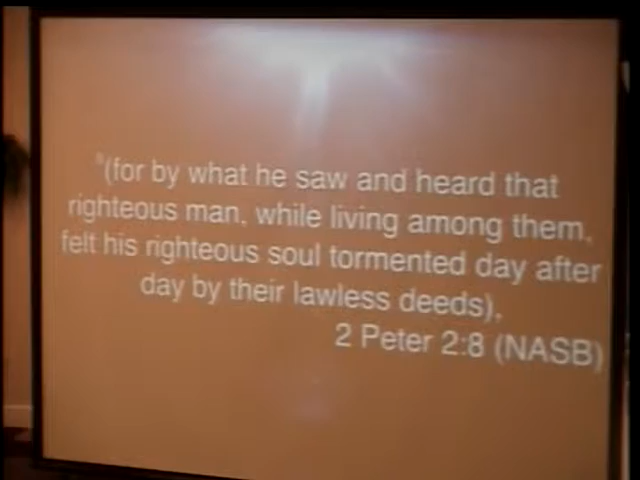 ⁸(for by what he saw and heard that
righteous man, while living among them,
felt his righteous soul tormented day after
day by their lawless deeds),
2 Peter 2:8 (NASB)